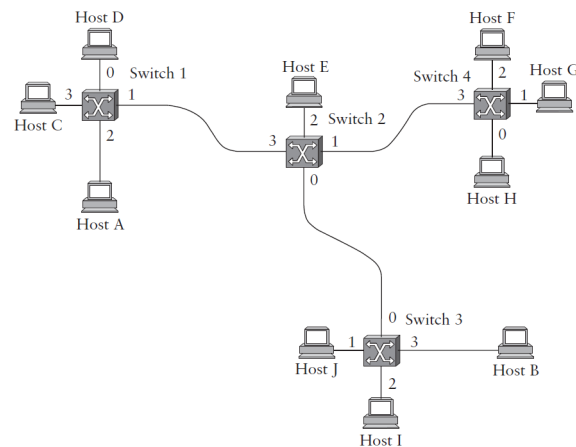 Host D
Host F
0
Switch 1
Host E
Switch 4
2
Host G
3
1
3
1
Host C
2
Switch 2
2
3
1
0
0
Host A
Host H
0
Switch 3
1
3
Host J
2
Host B
Host I